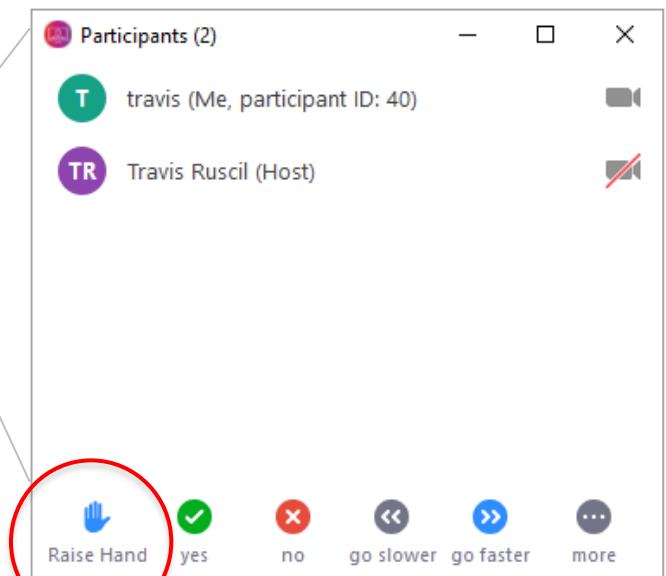 Participants (2)
T travis (Me, participant ID: 40)
TR Travis Ruscil (Host)
Raise Hand yes no go slower go faster more